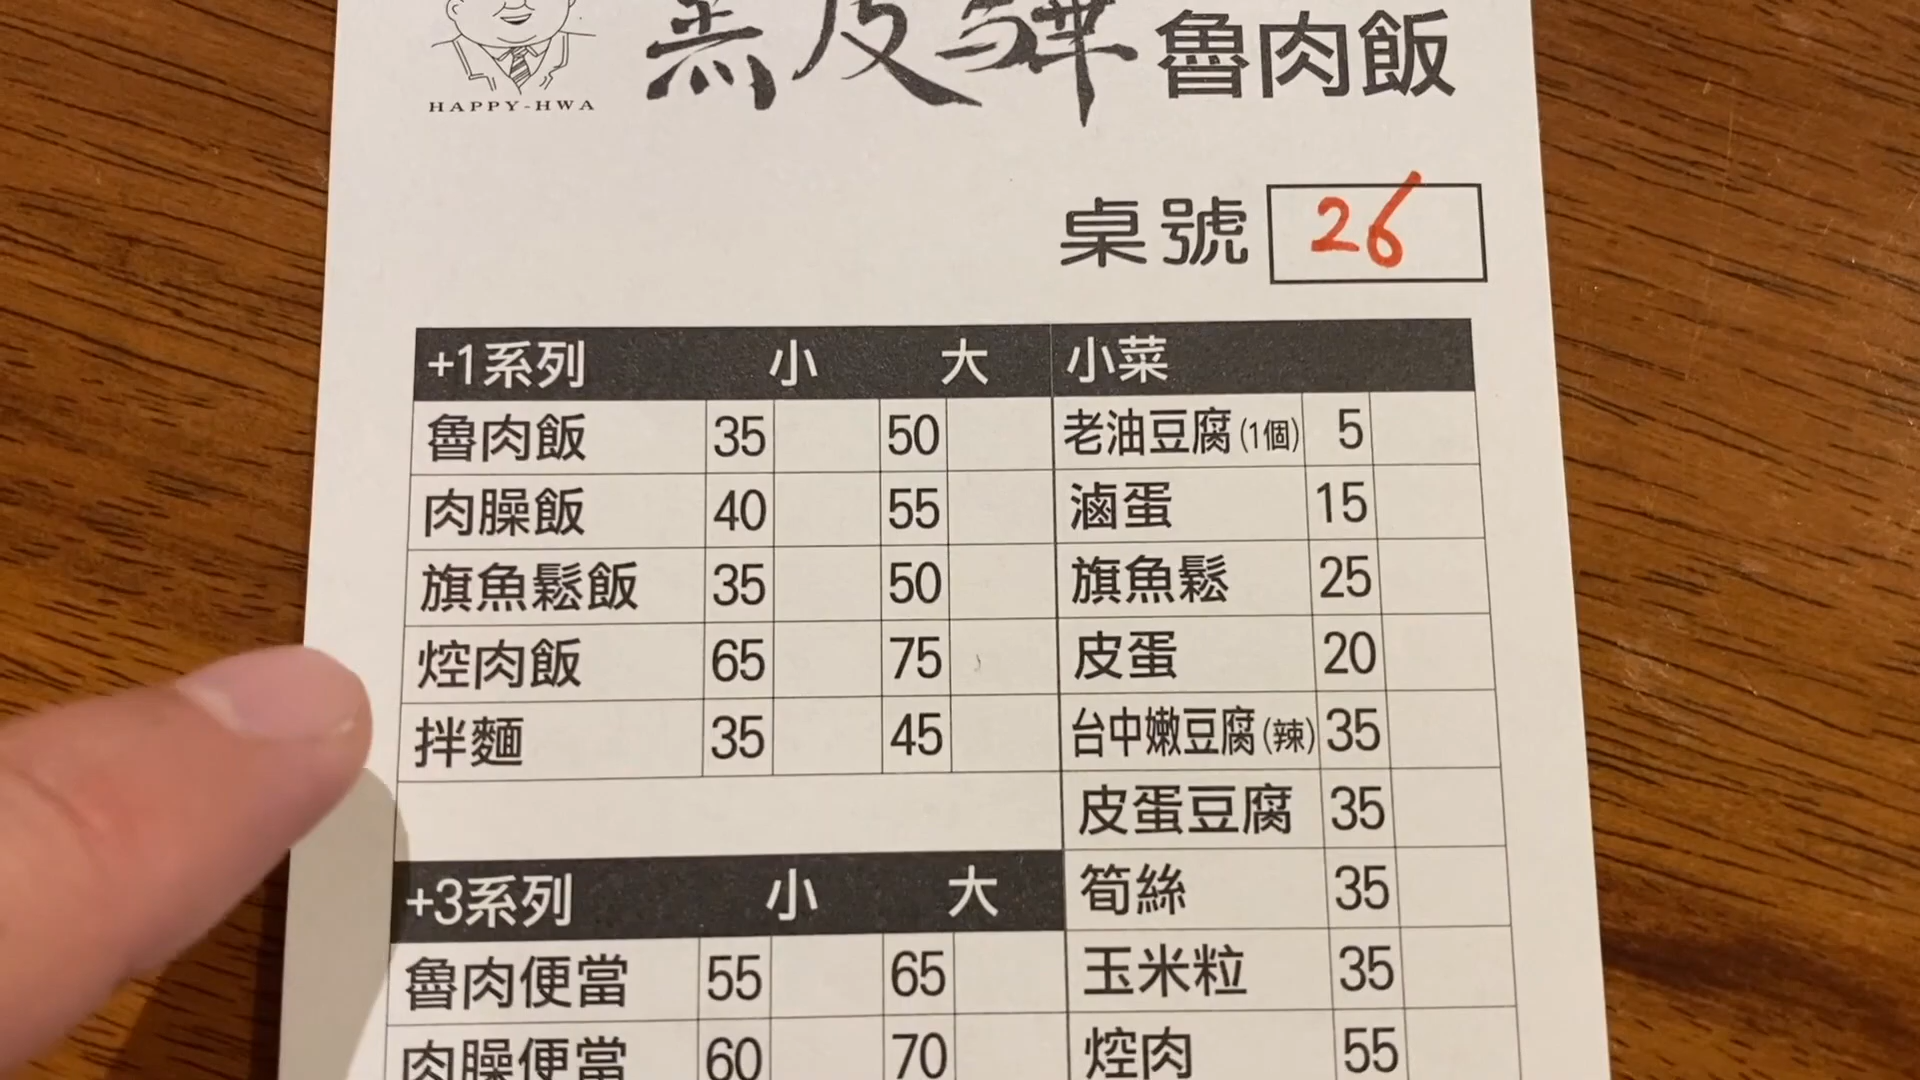 HAPPY-HWA
黑皮驊 魯肉飯
桌號 26
+1系列 小 大
魯肉飯 35 50
肉臊飯 40 55
旗魚鬆飯 35 50
焢肉飯 65 75
拌麵 35 45
+3系列 小 大
魯肉便當 55 65
肉臊便當 60 70
小菜
老油豆腐(1個) 5
滷蛋 15
旗魚鬆 25
皮蛋 20
台中嫩豆腐(辣) 35
皮蛋豆腐 35
筍絲 35
玉米粒 35
焢肉 55